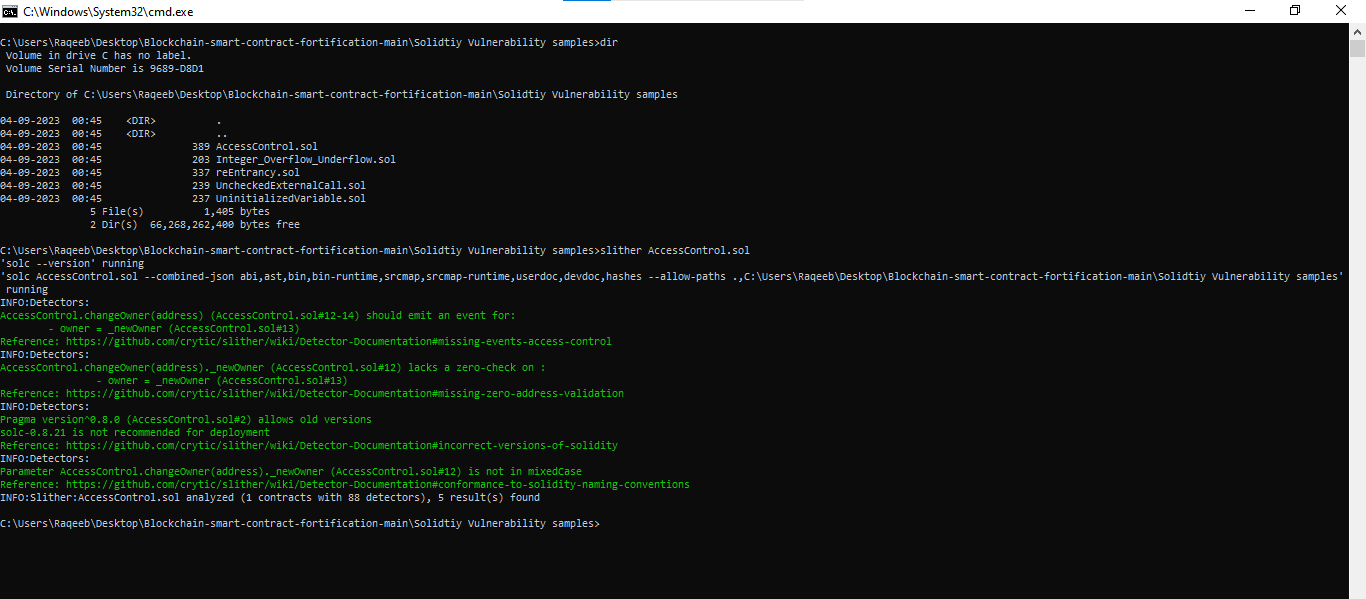 C:\Windows\System32\cmd.exe
C:\Users\Raqeeb\Desktop\Blockchain-smart-contract-fortification-main\Solidtiy Vulnerability samples>dir
 Volume in drive C has no label.
 Volume Serial Number is 9689-D8D1
 Directory of C:\Users\Raqeeb\Desktop\Blockchain-smart-contract-fortification-main\Solidtiy Vulnerability samples
04-09-2023  00:45    <DIR>          .
04-09-2023  00:45    <DIR>          ..
04-09-2023  00:45               389 AccessControl.sol
04-09-2023  00:45               203 Integer_Overflow_Underflow.sol
04-09-2023  00:45               337 reEntrancy.sol
04-09-2023  00:45               239 UncheckedExternalCall.sol
04-09-2023  00:45               237 UninitializedVariable.sol
               5 File(s)          1,405 bytes
               2 Dir(s)  66,268,262,400 bytes free
C:\Users\Raqeeb\Desktop\Blockchain-smart-contract-fortification-main\Solidtiy Vulnerability samples>slither AccessControl.sol
'solc --version' running
'solc AccessControl.sol --combined-json abi,ast,bin,bin-runtime,srcmap,srcmap-runtime,userdoc,devdoc,hashes --allow-paths .,C:\Users\Raqeeb\Desktop\Blockchain-smart-contract-fortification-main\Solidtiy Vulnerability samples'
 running
INFO:Detectors:
AccessControl.changeOwner(address) (AccessControl.sol#12-14) should emit an event for:
        - owner = _newOwner (AccessControl.sol#13)
Reference: https://github.com/crytic/slither/wiki/Detector-Documentation#missing-events-access-control
INFO:Detectors:
AccessControl.changeOwner(address)._newOwner (AccessControl.sol#12) lacks a zero-check on :
                - owner = _newOwner (AccessControl.sol#13)
Reference: https://github.com/crytic/slither/wiki/Detector-Documentation#missing-zero-address-validation
INFO:Detectors:
Pragma version^0.8.0 (AccessControl.sol#2) allows old versions
solc-0.8.21 is not recommended for deployment
Reference: https://github.com/crytic/slither/wiki/Detector-Documentation#incorrect-versions-of-solidity
INFO:Detectors:
Parameter AccessControl.changeOwner(address)._newOwner (AccessControl.sol#12) is not in mixedCase
Reference: https://github.com/crytic/slither/wiki/Detector-Documentation#conformance-to-solidity-naming-conventions
INFO:Slither:AccessControl.sol analyzed (1 contracts with 88 detectors), 5 result(s) found
C:\Users\Raqeeb\Desktop\Blockchain-smart-contract-fortification-main\Solidtiy Vulnerability samples>